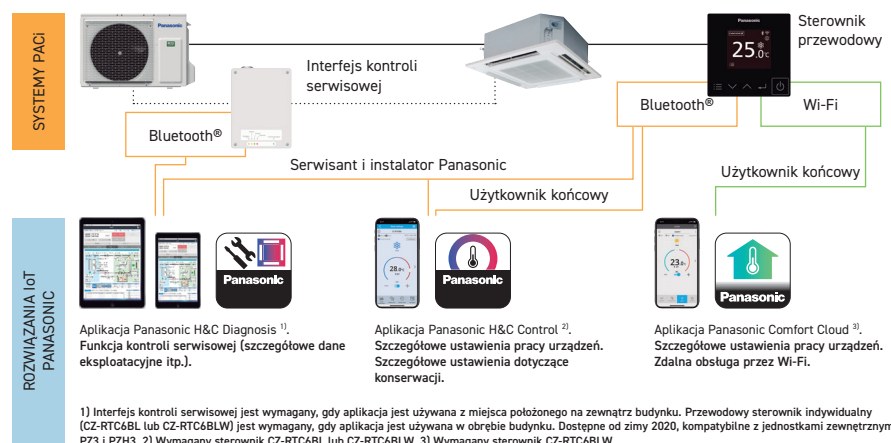 SYSTEMY PACi
Panasonic
Interfejs kontroli
serwisowej
Panasonic
25.0°C
Sterownik
przewodowy
Bluetooth®
Bluetooth®
Wi-Fi
Serwisant i instalator Panasonic
Użytkownik końcowy
Użytkownik końcowy
ROZWIĄZANIA IoT
PANASONIC
Panasonic
28.0
Panasonic
23.0
Panasonic
Aplikacja Panasonic H&C Diagnosis 1).
Funkcja kontroli serwisowej (szczegółowe dane
eksploatacyjne itp.).
Aplikacja Panasonic H&C Control 2).
Szczegółowe ustawienia pracy urządzeń.
Szczegółowe ustawienia dotyczące
konserwacji.
Aplikacja Panasonic Comfort Cloud 3).
Szczegółowe ustawienia pracy urządzeń.
Zdalna obsługa przez Wi-Fi.
1) Interfejs kontroli serwisowej jest wymagany, gdy aplikacja jest używana z miejsca położonego na zewnątrz budynku. Przewodowy sterownik indywidualny
(CZ-RTC6BL lub CZ-RTC6BLW) jest wymagany, gdy aplikacja jest używana w obrębie budynku. Dostępne od zimy 2020, kompatybilne z jednostkami zewnętrznym
PZ3 i PZH3. 2) Wymagany sterownik CZ-RTC6BL lub CZ-RTC6BLW. 3) Wymagany sterownik CZ-RTC6BLW.